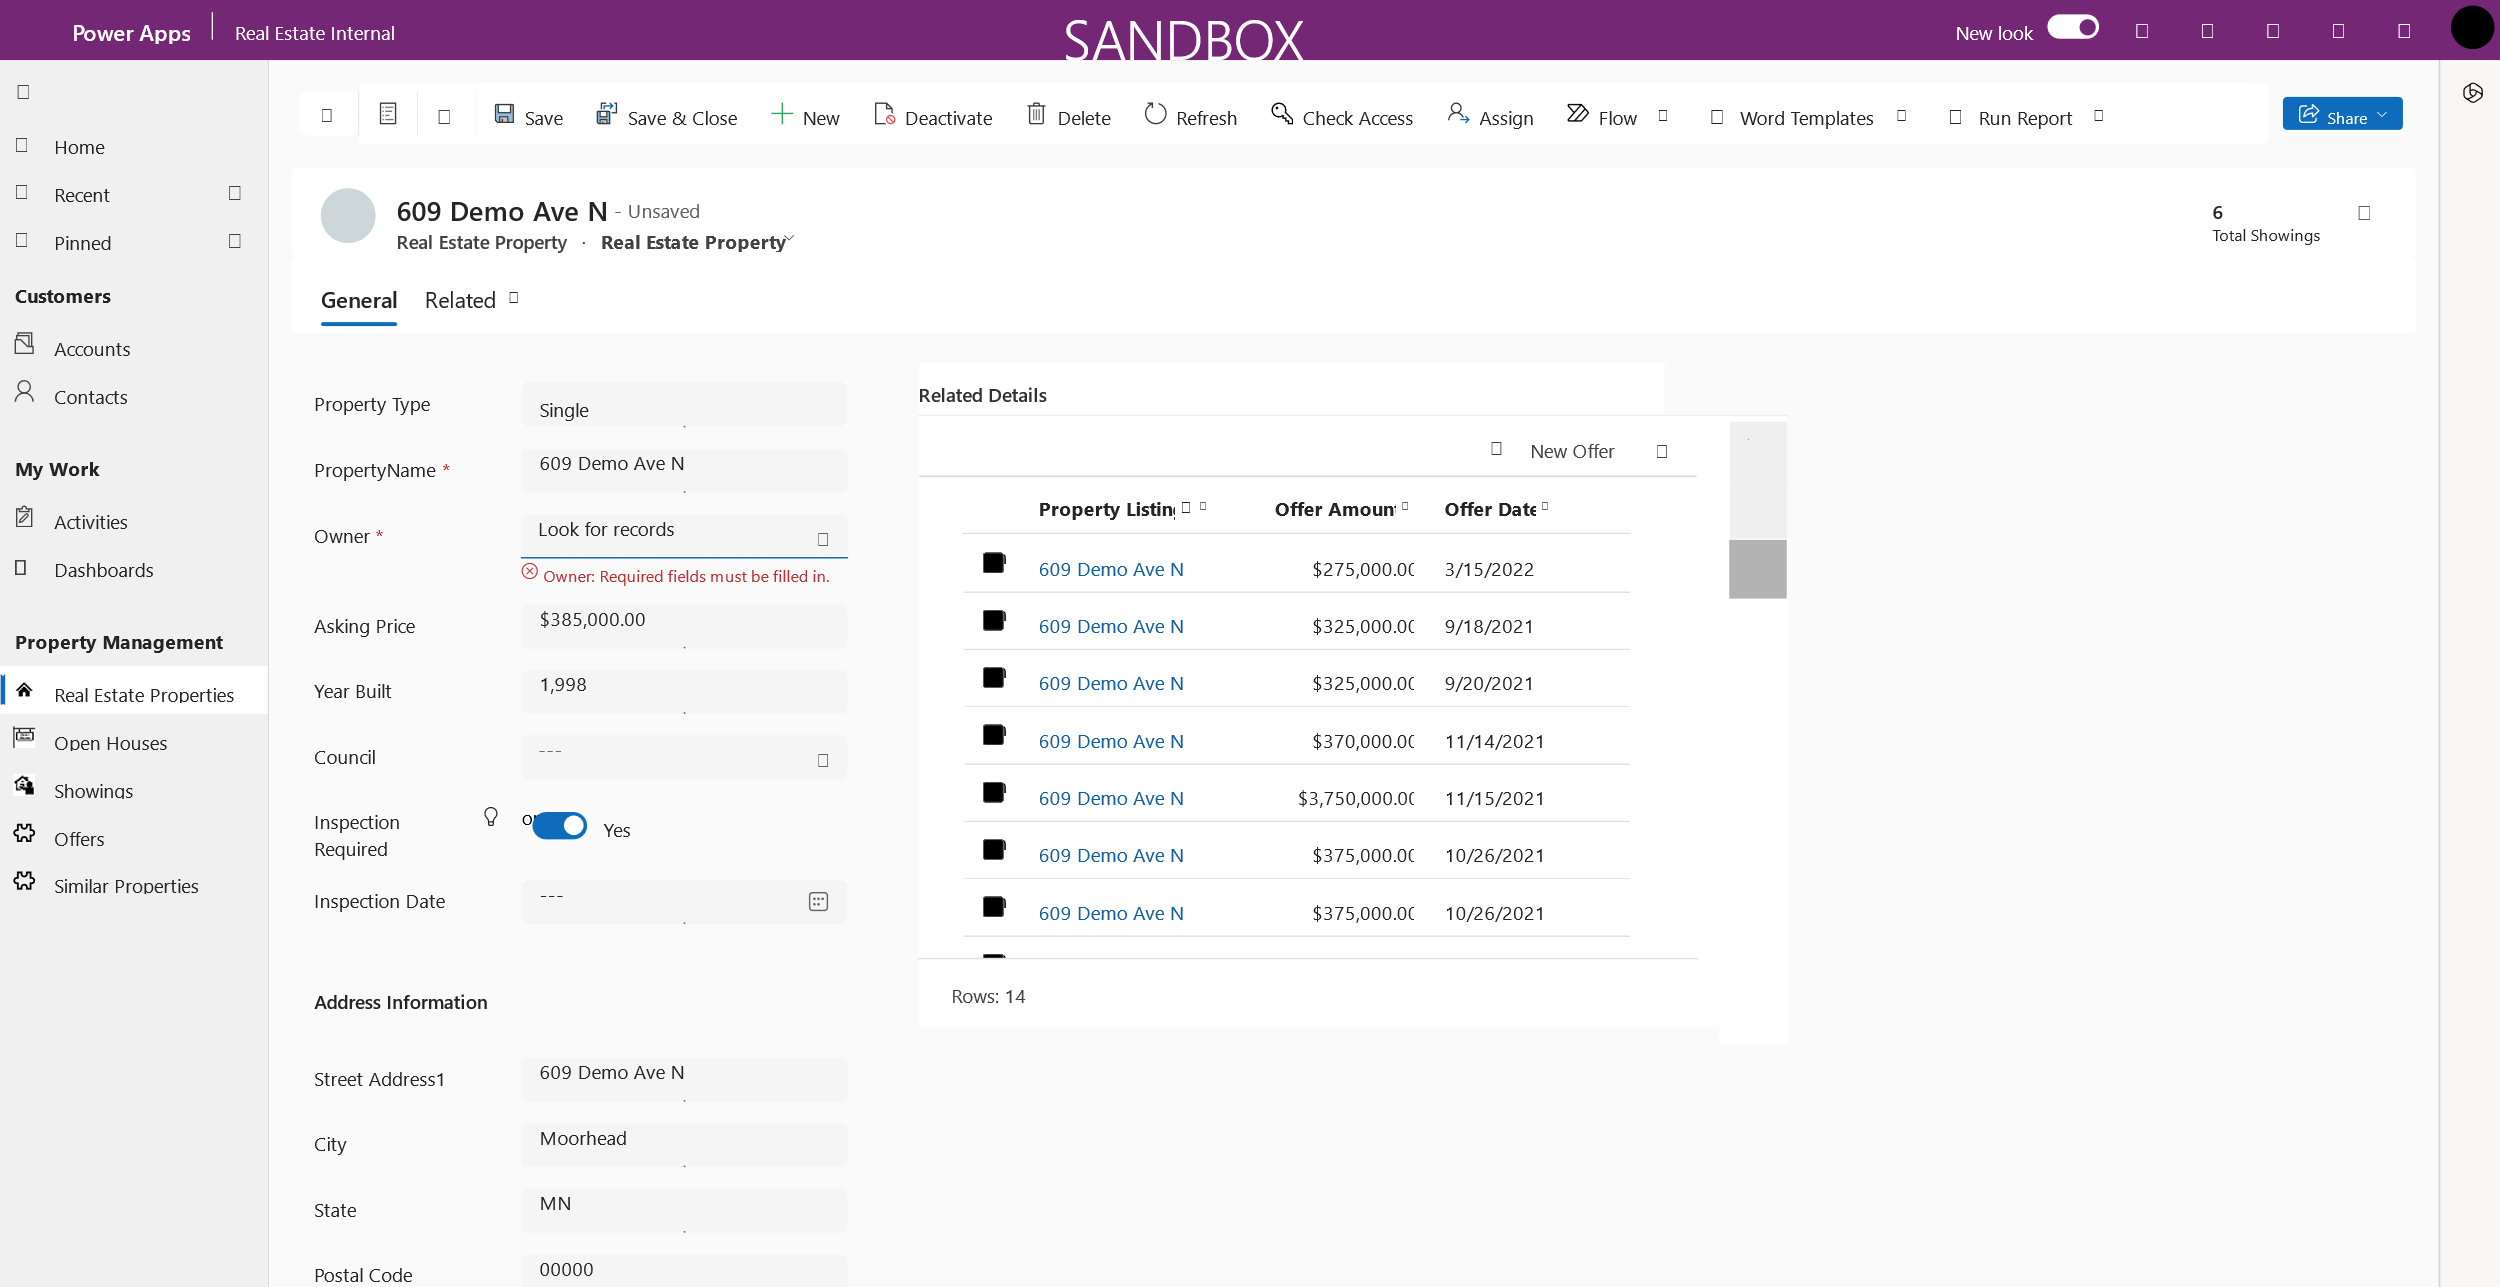 Power Apps
Real Estate Internal
SANDBOX
New look
Home
Recent
Pinned
Customers
Accounts
Contacts
My Work
Activities
Dashboards
Property Management
Real Estate Properties
Open Houses
Showings
Offers
Similar Properties
Save
Save & Close
New
Deactivate
Delete
Refresh
Check Access
Assign
Flow
Word Templates
Run Report
Share
609 Demo Ave N - Unsaved
Real Estate Property · Real Estate Property
6
Total Showings
General
Related
Property Type
Single
PropertyName *
609 Demo Ave N
Owner *
Look for records
Owner: Required fields must be filled in.
Asking Price
$385,000.00
Year Built
1,998
Council
---
Inspection
Required
Yes
Inspection Date
---
Address Information
Street Address1
609 Demo Ave N
City
Moorhead
State
MN
Postal Code
00000
Related Details
New Offer
Property Listing Offer Amount Offer Date
609 Demo Ave N $275,000.00 3/15/2022
609 Demo Ave N $325,000.00 9/18/2021
609 Demo Ave N $325,000.00 9/20/2021
609 Demo Ave N $370,000.00 11/14/2021
609 Demo Ave N $3,750,000.00 11/15/2021
609 Demo Ave N $375,000.00 10/26/2021
609 Demo Ave N $375,000.00 10/26/2021
Rows: 14